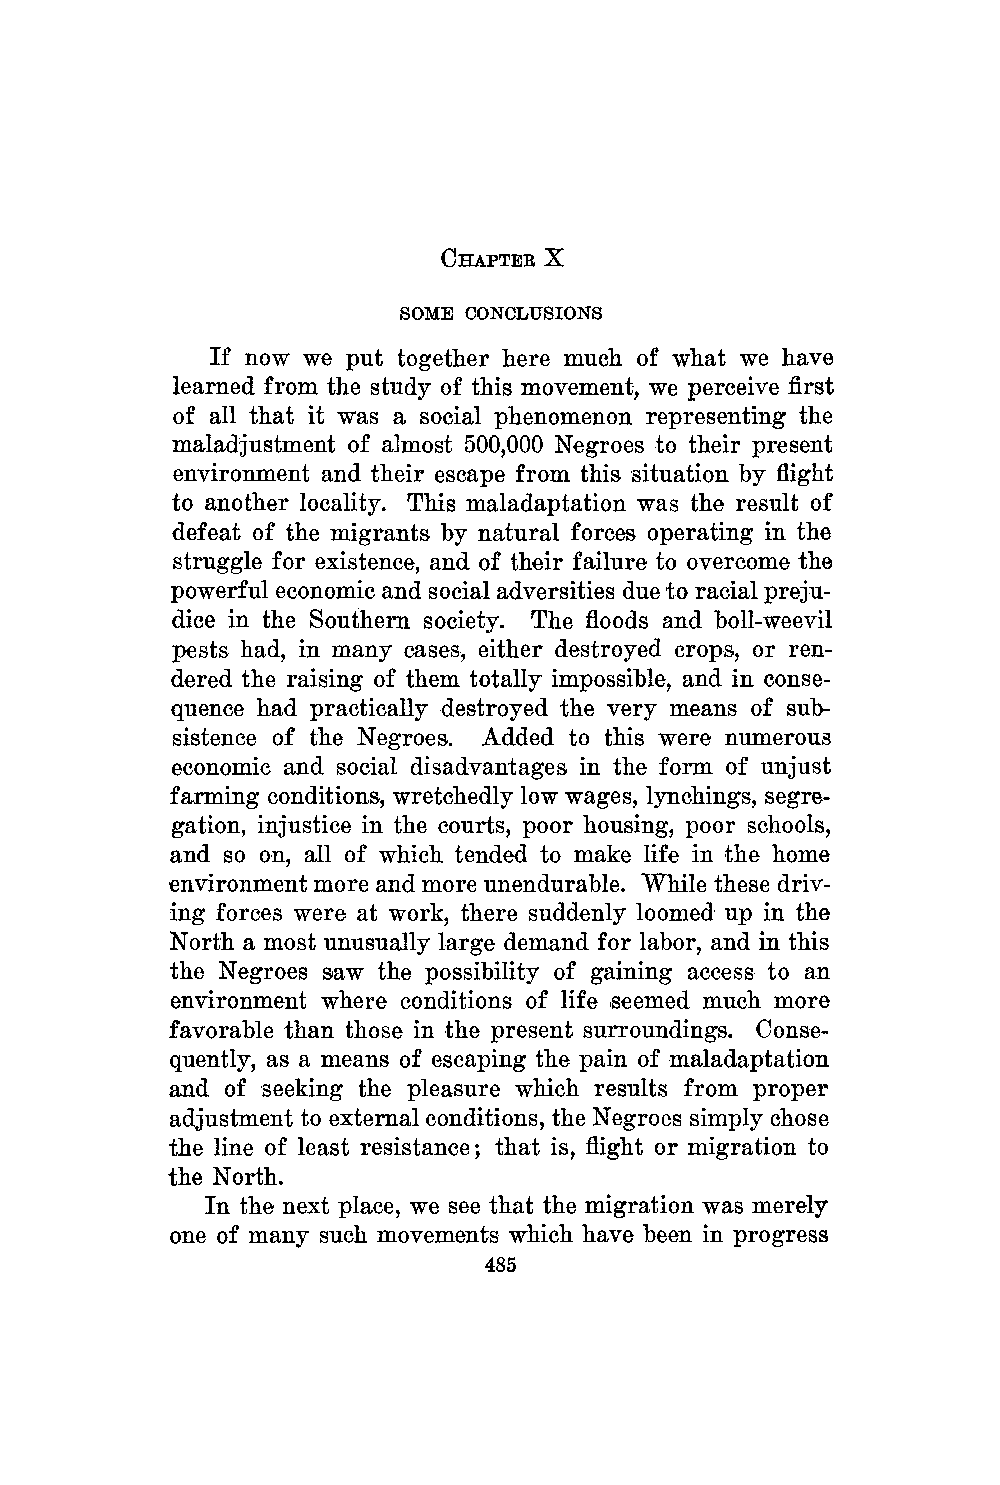 CHAPTER X
SOME CONCLUSIONS
If now we put together here much of what we have
learned from the study of this movement, we perceive first
of all that it was a social phenomenon representing the
maladjustment of almost 500,000 Negroes to their present
environment and their escape from this situation by flight
to another locality. This maladaptation was the result of
defeat of the migrants by natural forces operating in the
struggle for existence, and of their failure to overcome the
powerful economic and social adversities due to racial preju-
dice in the Southern society. The floods and boll-weevil
pests had, in many cases, either destroyed crops, or ren-
dered the raising of them totally impossible, and in conse-
quence had practically destroyed the very means of sub-
sistence of the Negroes. Added to this were numerous
economic and social disadvantages in the form of unjust
farming conditions, wretchedly low wages, lynchings, segre-
gation, injustice in the courts, poor housing, poor schools,
and so on, all of which tended to make life in the home
environment more and more unendurable. While these driv-
ing forces were at work, there suddenly loomed up in the
North a most unusually large demand for labor, and in this
the Negroes saw the possibility of gaining access to an
environment where conditions of life seemed much more
favorable than those in the present surroundings. Conse-
quently, as a means of escaping the pain of maladaptation
and of seeking the pleasure which results from proper
adjustment to external conditions, the Negroes simply chose
the line of least resistance; that is, flight or migration to
the North.
In the next place, we see that the migration was merely
one of many such movements which have been in progress
485